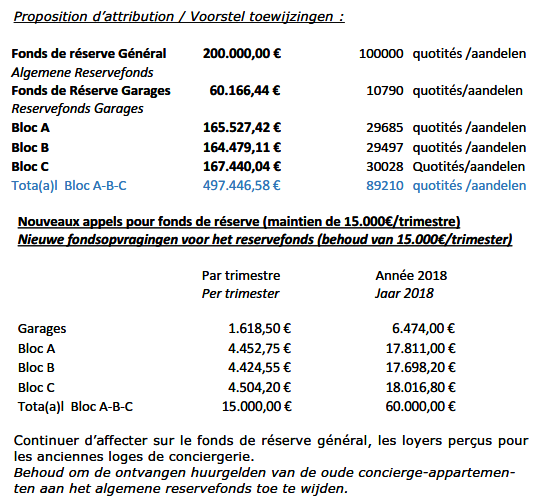 Proposition d’attribution / Voorstel toewijzingen :
Fonds de réserve Général 200.000,00 € 100000 quotités /aandelen
Algemene Reservefonds
Fonds de Réserve Garages 60.166,44 € 10790 quotités/aandelen
Reservefonds Garages
Bloc A 165.527,42 € 29685 quotités/aandelen
Bloc B 164.479,11 € 29497 quotités/aandelen
Bloc C 167.440,04 € 30028 Quotités/aandelen
Tota(a)l Bloc A-B-C 497.446,58 € 89210 quotités/aandelen
Nouveaux appels pour fonds de réserve (maintien de 15.000€/trimestre)
Nieuwe fondsopvragingen voor het reservefonds (behoud van 15.000€/trimester)
Par trimestre Année 2018
Per trimester Jaar 2018
Garages 1.618,50 € 6.474,00 €
Bloc A 4.452,75 € 17.811,00 €
Bloc B 4.424,55 € 17.698,20 €
Bloc C 4.504,20 € 18.016,80 €
Tota(a)l Bloc A-B-C 15.000,00 € 60.000,00 €
Continuer d’affecter sur le fonds de réserve général, les loyers perçus pour
les anciennes loges de conciergerie.
Behoud om de ontvangen huurgelden van de oude concierge-appartemen-
ten aan het algemene reservefonds toe te wijden.